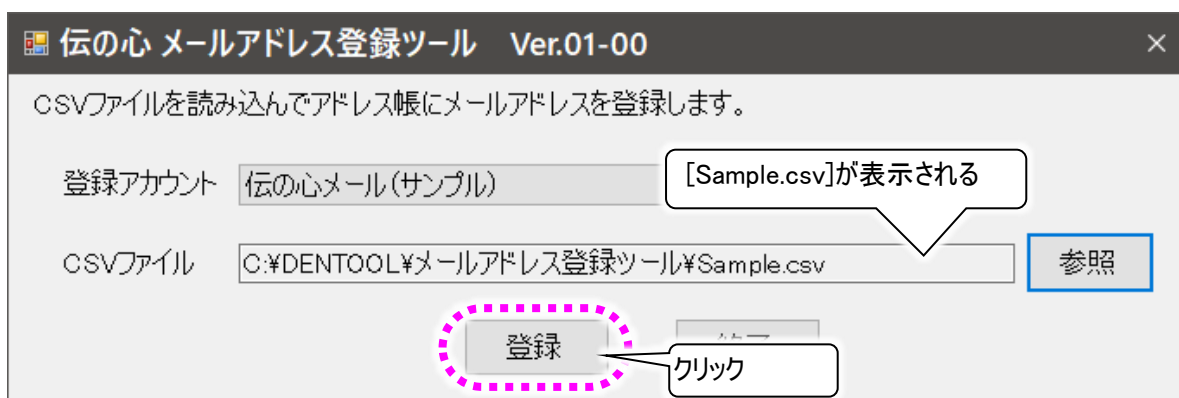 伝の心 メールアドレス登録ツール Ver.01-00
CSVファイルを読み込んでアドレス帳にメールアドレスを登録します。
登録アカウント 伝の心メール(サンプル)
[Sample.csv]が表示される
CSVファイル C:¥DENTOOL¥メールアドレス登録ツール¥Sample.csv 参照
登録
クリック